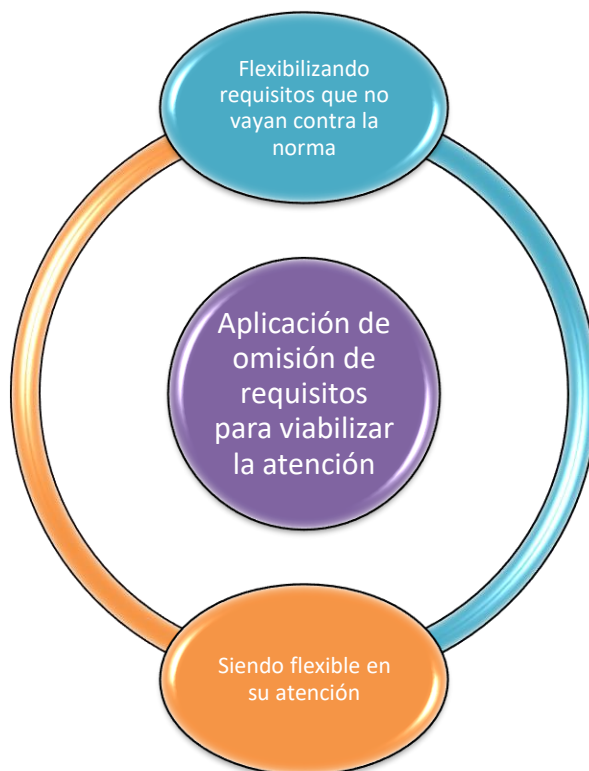 Flexibilizando
requisitos que no
vayan contra la
norma
Aplicación de
omisión de
requisitos
para viabilizar
la atención
Siendo flexible en
su atención